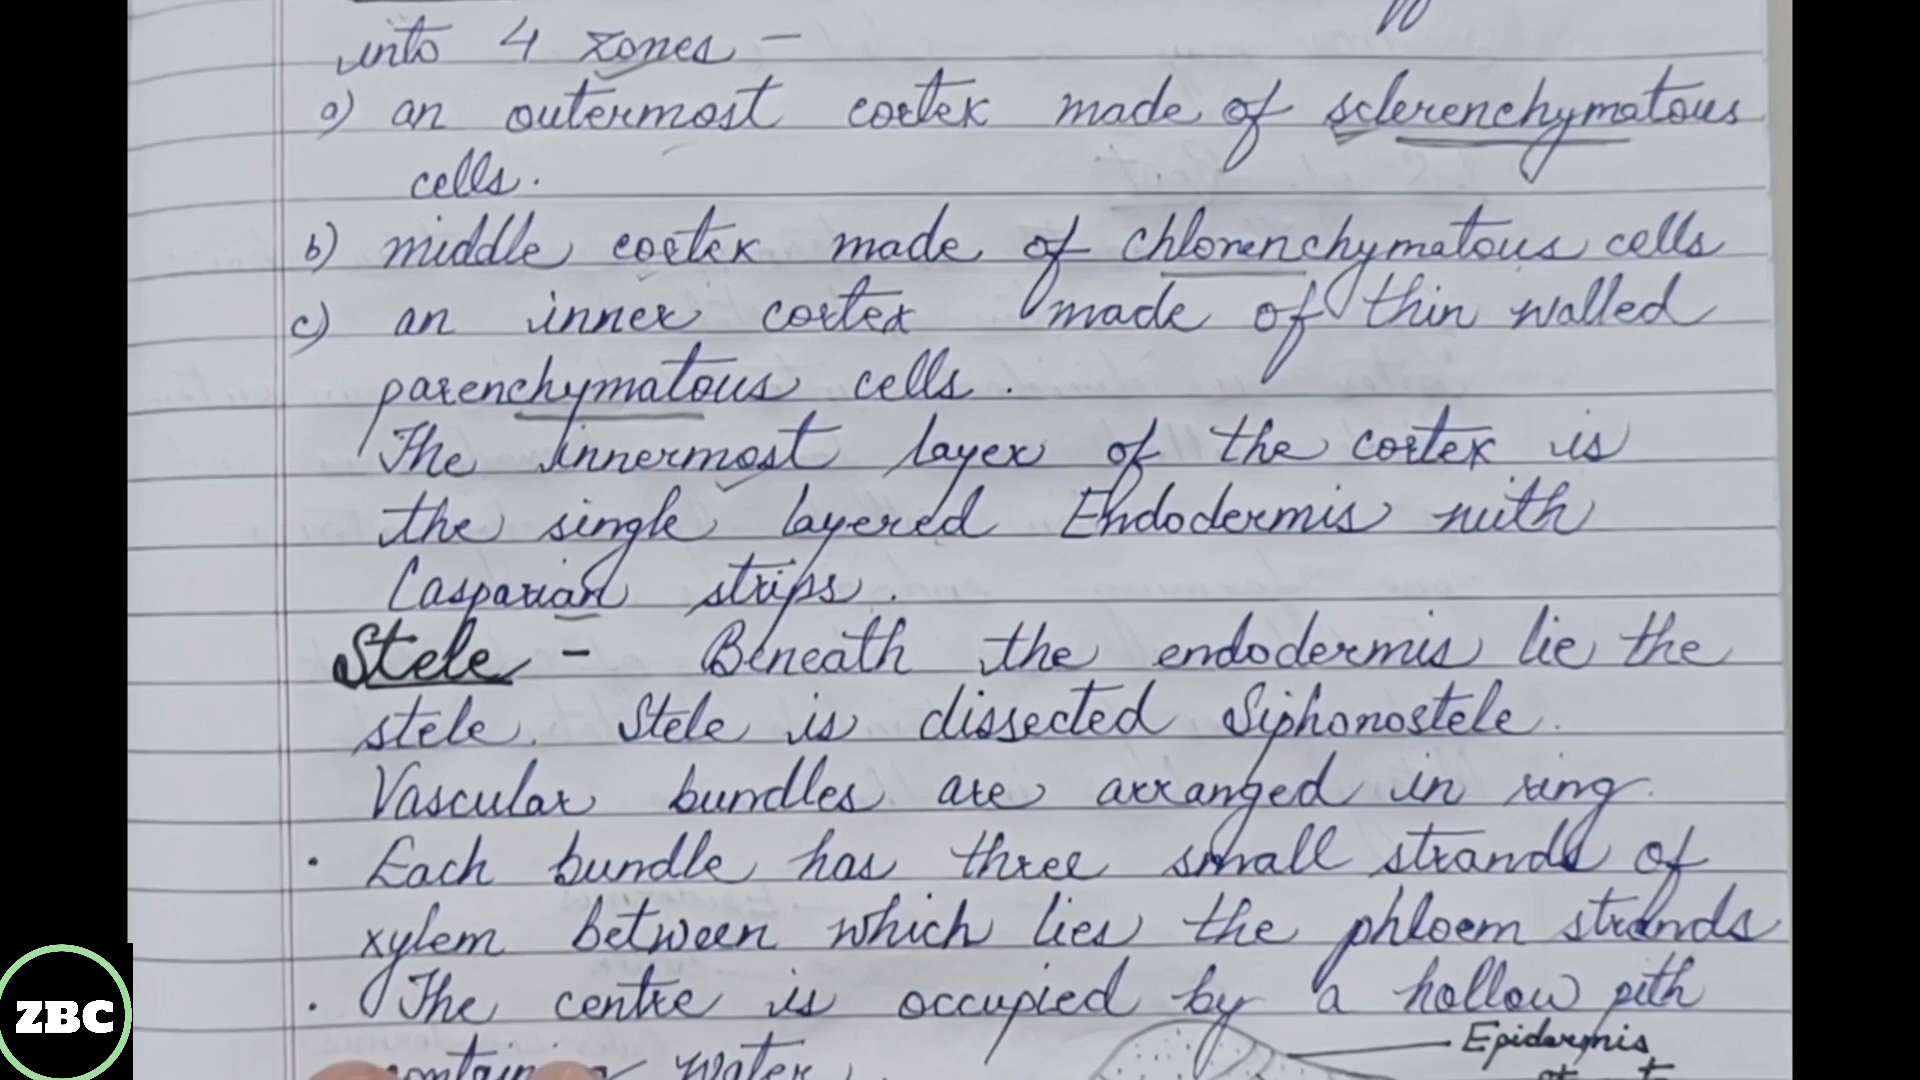 into 4 zones -
a) an outermost cortex made of sclerenchymatous
cells.
b) middle cortex made of chlorenchymatous cells
c) an inner cortex made of thin walled
parenchymatous cells.
The innermost layer of the cortex is
the single layered Endodermis with
Casparian strips.
Stele - Beneath the endodermis lie the
stele. Stele is dissected Siphonostele.
Vascular bundles are arranged in ring.
· Each bundle has three small strands of
xylem between which lies the phloem strands
· The centre is occupied by a hollow pith
Epidermis
water.
ZBC